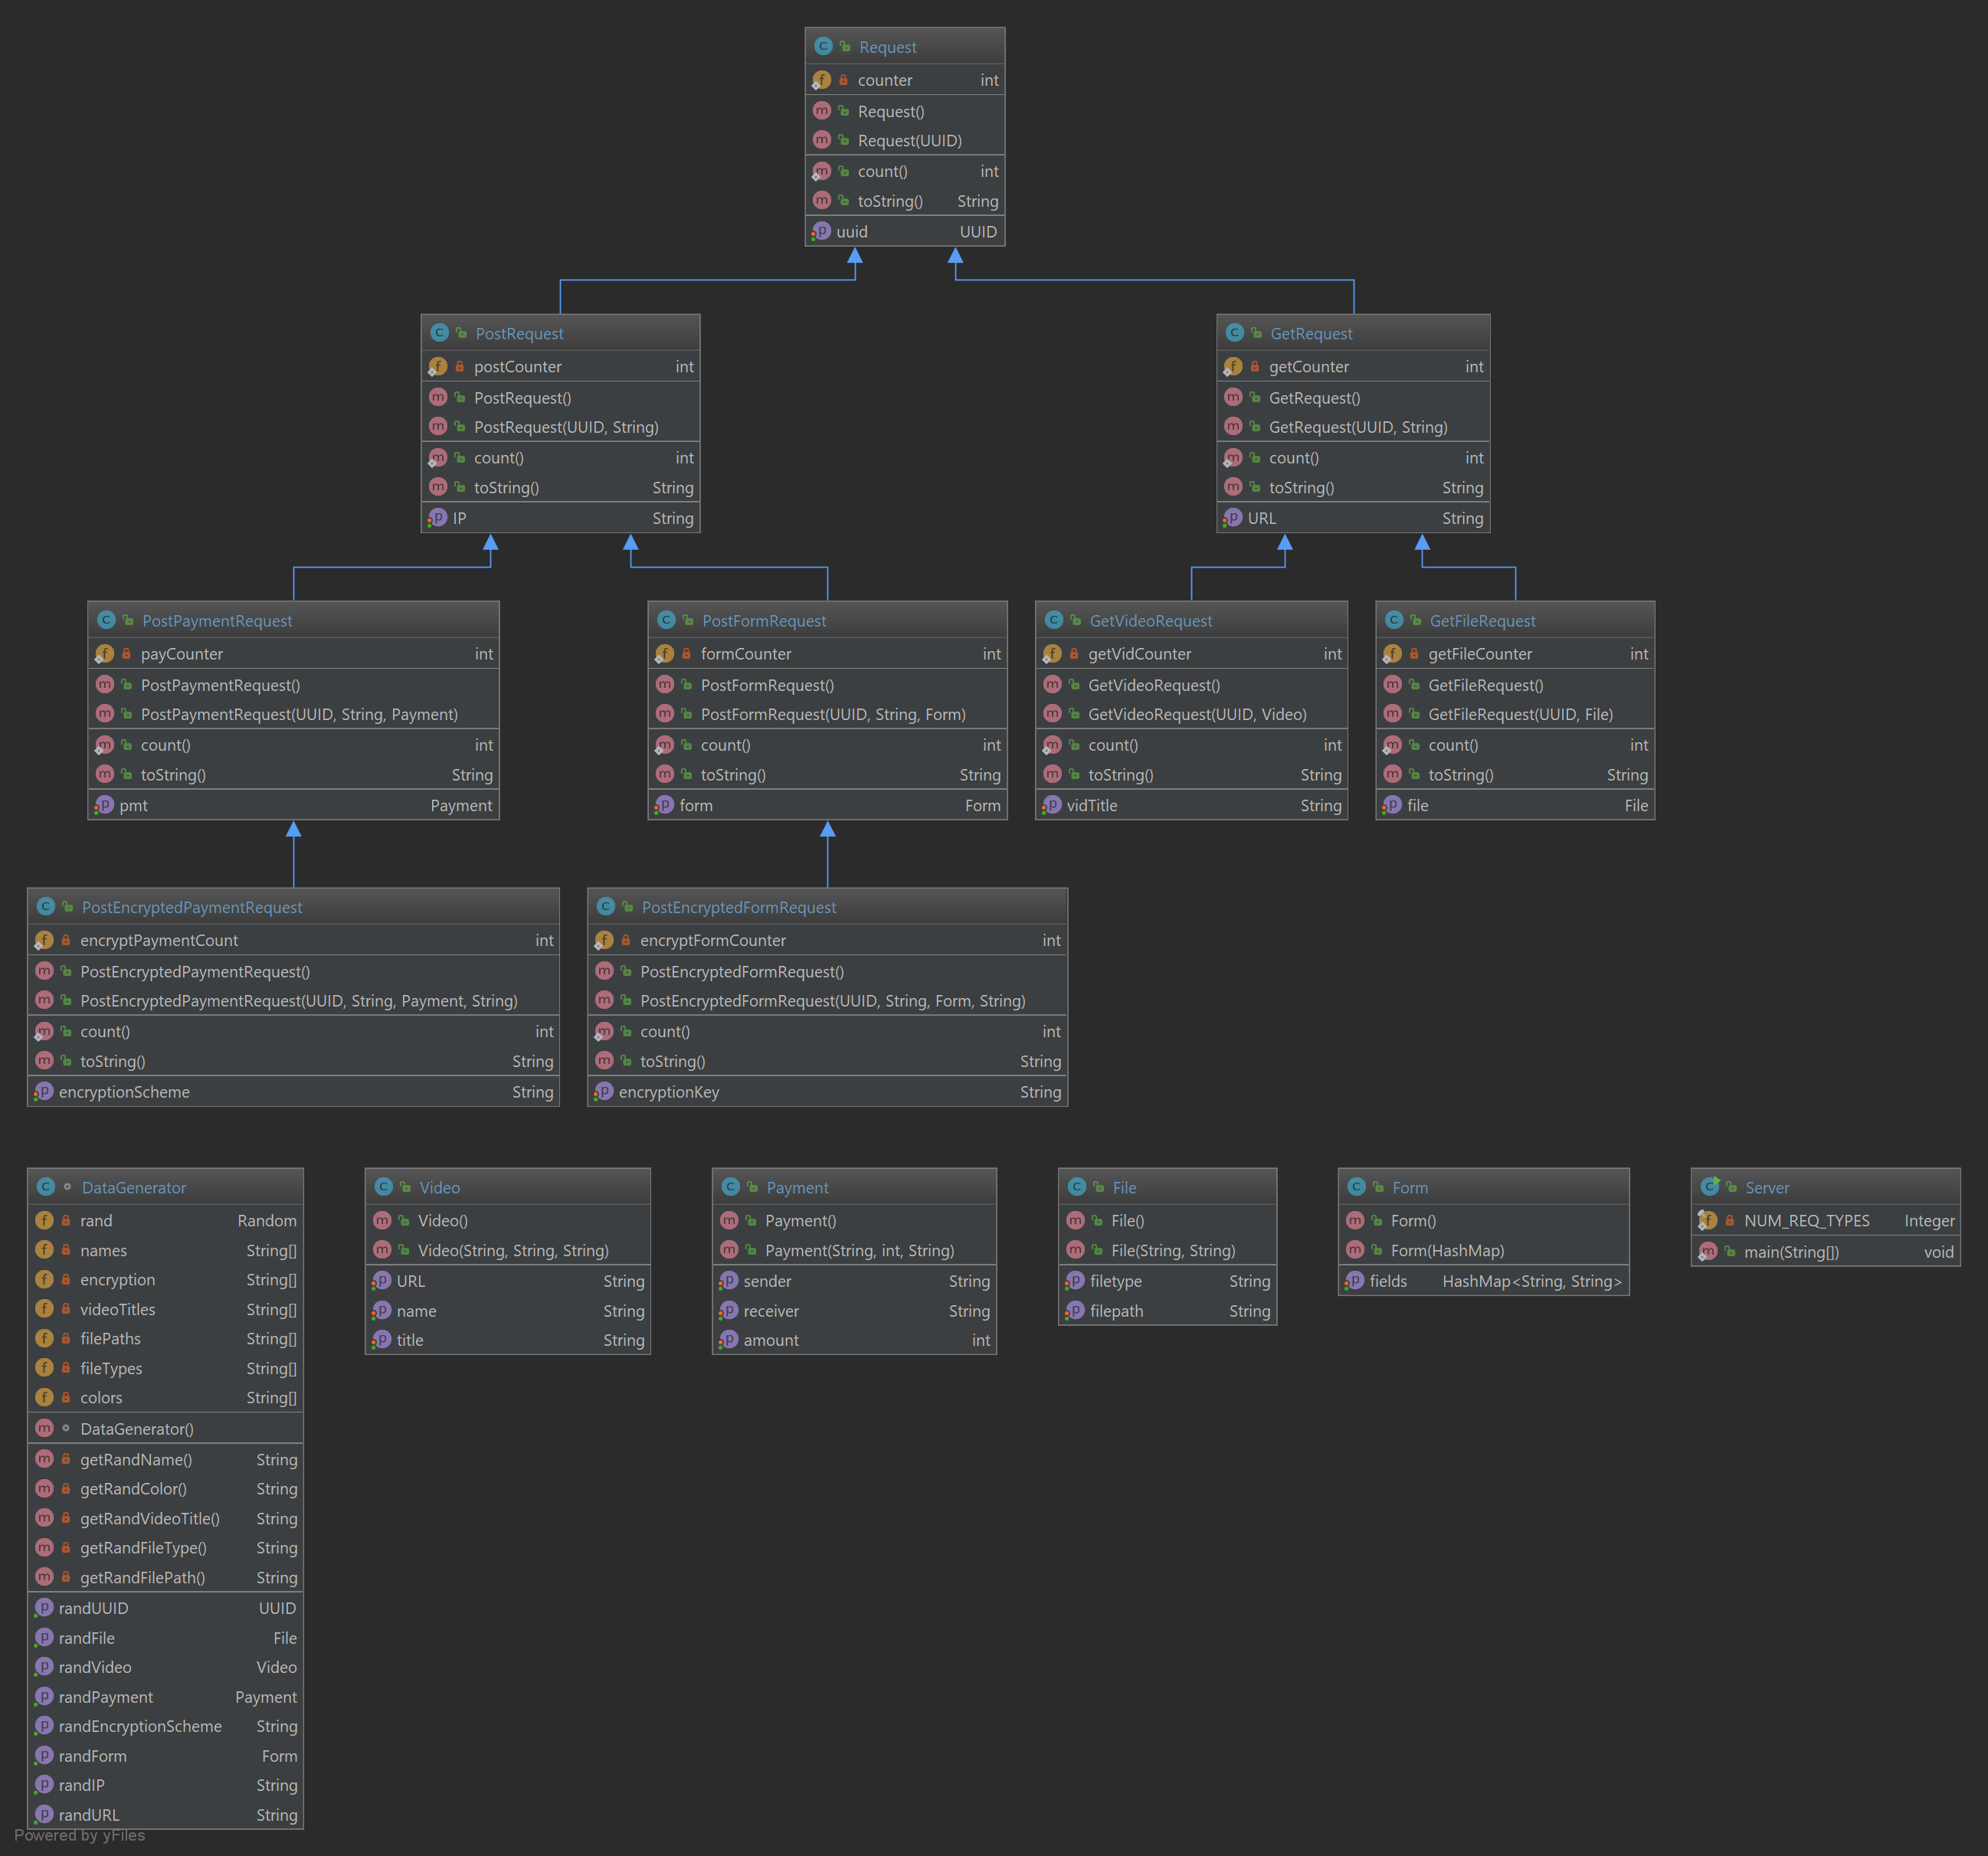 Request
counter int
Request()
Request(UUID)
count() int
toString() String
uuid UUID
PostRequest
postCounter int
PostRequest()
PostRequest(UUID, String)
count() int
toString() String
IP String
GetRequest
getCounter int
GetRequest()
GetRequest(UUID, String)
count() int
toString() String
URL String
PostPaymentRequest
payCounter int
PostPaymentRequest()
PostPaymentRequest(UUID, String, Payment)
count() int
toString() String
pmt Payment
PostFormRequest
formCounter int
PostFormRequest()
PostFormRequest(UUID, String, Form)
count() int
toString() String
form Form
GetVideoRequest
getVidCounter int
GetVideoRequest()
GetVideoRequest(UUID, Video)
count() int
toString() String
vidTitle String
GetFileRequest
getFileCounter int
GetFileRequest()
GetFileRequest(UUID, File)
count() int
toString() String
file File
PostEncryptedPaymentRequest
encryptPaymentCount int
PostEncryptedPaymentRequest()
PostEncryptedPaymentRequest(UUID, String, Payment, String)
count() int
toString() String
encryptionScheme String
PostEncryptedFormRequest
encryptFormCounter int
PostEncryptedFormRequest()
PostEncryptedFormRequest(UUID, String, Form, String)
count() int
toString() String
encryptionKey String
DataGenerator
rand Random
names String[]
encryption String[]
videoTitles String[]
filePaths String[]
fileTypes String[]
colors String[]
DataGenerator()
getRandName() String
getRandColor() String
getRandVideoTitle() String
getRandFileType() String
getRandFilePath() String
randUUID UUID
randFile File
randVideo Video
randPayment Payment
randEncryptionScheme String
randForm Form
randIP String
randURL String
Video
Video()
Video(String, String, String)
URL String
name String
title String
Payment
Payment()
Payment(String, int, String)
sender String
receiver String
amount int
File
File()
File(String, String)
filetype String
filepath String
Form
Form()
Form(HashMap)
fields HashMap<String, String>
Server
NUM_REQ_TYPES Integer
main(String[]) void
Powered by yFiles